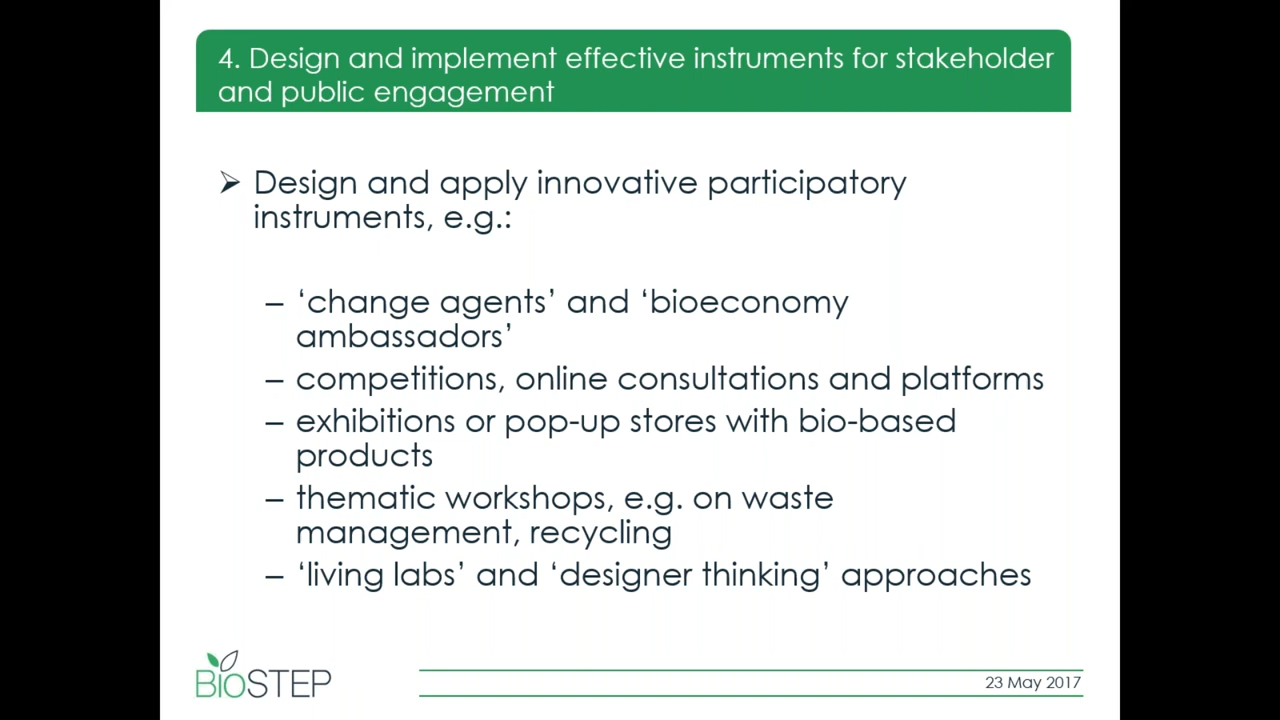 4. Design and implement effective instruments for stakeholder
and public engagement
➢ Design and apply innovative participatory
instruments, e.g.:
– ‘change agents’ and ‘bioeconomy
ambassadors’
– competitions, online consultations and platforms
– exhibitions or pop-up stores with bio-based
products
– thematic workshops, e.g. on waste
management, recycling
– ‘living labs’ and ‘designer thinking’ approaches
BioSTEP
23 May 2017